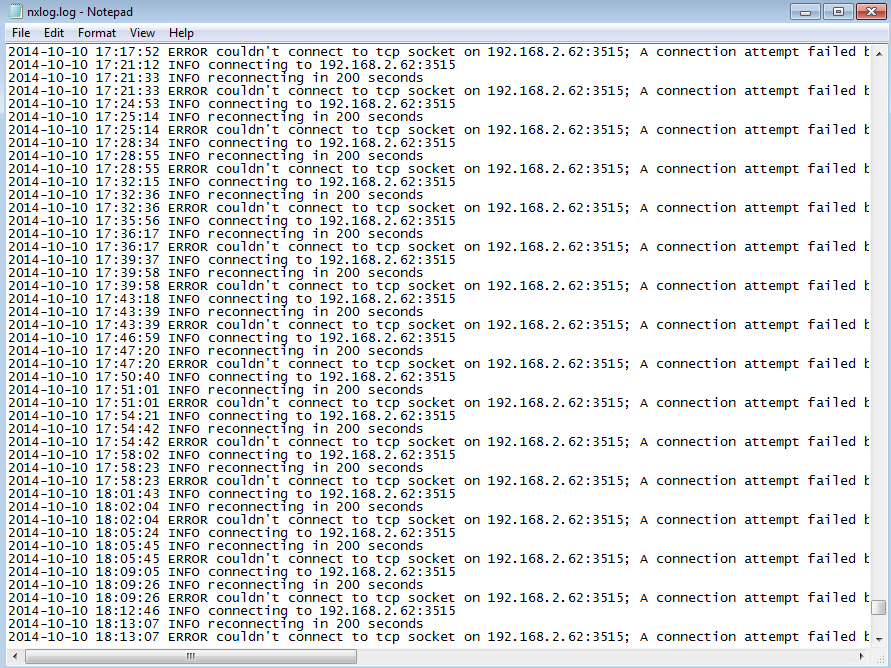 nxlog.log - Notepad
File Edit Format View Help
2014-10-10 17:17:52 ERROR couldn't connect to tcp socket on 192.168.2.62:3515; A connection attempt failed b
2014-10-10 17:21:12 INFO connecting to 192.168.2.62:3515
2014-10-10 17:21:33 INFO reconnecting in 200 seconds
2014-10-10 17:21:33 ERROR couldn't connect to tcp socket on 192.168.2.62:3515; A connection attempt failed b
2014-10-10 17:24:53 INFO connecting to 192.168.2.62:3515
2014-10-10 17:25:14 INFO reconnecting in 200 seconds
2014-10-10 17:25:14 ERROR couldn't connect to tcp socket on 192.168.2.62:3515; A connection attempt failed b
2014-10-10 17:28:34 INFO connecting to 192.168.2.62:3515
2014-10-10 17:28:55 INFO reconnecting in 200 seconds
2014-10-10 17:28:55 ERROR couldn't connect to tcp socket on 192.168.2.62:3515; A connection attempt failed b
2014-10-10 17:32:15 INFO connecting to 192.168.2.62:3515
2014-10-10 17:32:36 INFO reconnecting in 200 seconds
2014-10-10 17:32:36 ERROR couldn't connect to tcp socket on 192.168.2.62:3515; A connection attempt failed b
2014-10-10 17:35:56 INFO connecting to 192.168.2.62:3515
2014-10-10 17:36:17 INFO reconnecting in 200 seconds
2014-10-10 17:36:17 ERROR couldn't connect to tcp socket on 192.168.2.62:3515; A connection attempt failed b
2014-10-10 17:39:37 INFO connecting to 192.168.2.62:3515
2014-10-10 17:39:58 INFO reconnecting in 200 seconds
2014-10-10 17:39:58 ERROR couldn't connect to tcp socket on 192.168.2.62:3515; A connection attempt failed b
2014-10-10 17:43:18 INFO connecting to 192.168.2.62:3515
2014-10-10 17:43:39 INFO reconnecting in 200 seconds
2014-10-10 17:43:39 ERROR couldn't connect to tcp socket on 192.168.2.62:3515; A connection attempt failed b
2014-10-10 17:46:59 INFO connecting to 192.168.2.62:3515
2014-10-10 17:47:20 INFO reconnecting in 200 seconds
2014-10-10 17:47:20 ERROR couldn't connect to tcp socket on 192.168.2.62:3515; A connection attempt failed b
2014-10-10 17:50:40 INFO connecting to 192.168.2.62:3515
2014-10-10 17:51:01 INFO reconnecting in 200 seconds
2014-10-10 17:51:01 ERROR couldn't connect to tcp socket on 192.168.2.62:3515; A connection attempt failed b
2014-10-10 17:54:21 INFO connecting to 192.168.2.62:3515
2014-10-10 17:54:42 INFO reconnecting in 200 seconds
2014-10-10 17:54:42 ERROR couldn't connect to tcp socket on 192.168.2.62:3515; A connection attempt failed b
2014-10-10 17:58:02 INFO connecting to 192.168.2.62:3515
2014-10-10 17:58:23 INFO reconnecting in 200 seconds
2014-10-10 17:58:23 ERROR couldn't connect to tcp socket on 192.168.2.62:3515; A connection attempt failed b
2014-10-10 18:01:43 INFO connecting to 192.168.2.62:3515
2014-10-10 18:02:04 INFO reconnecting in 200 seconds
2014-10-10 18:02:04 ERROR couldn't connect to tcp socket on 192.168.2.62:3515; A connection attempt failed b
2014-10-10 18:05:24 INFO connecting to 192.168.2.62:3515
2014-10-10 18:05:45 INFO reconnecting in 200 seconds
2014-10-10 18:05:45 ERROR couldn't connect to tcp socket on 192.168.2.62:3515; A connection attempt failed b
2014-10-10 18:09:05 INFO connecting to 192.168.2.62:3515
2014-10-10 18:09:26 INFO reconnecting in 200 seconds
2014-10-10 18:09:26 ERROR couldn't connect to tcp socket on 192.168.2.62:3515; A connection attempt failed b
2014-10-10 18:12:46 INFO connecting to 192.168.2.62:3515
2014-10-10 18:13:07 INFO reconnecting in 200 seconds
2014-10-10 18:13:07 ERROR couldn't connect to tcp socket on 192.168.2.62:3515; A connection attempt failed b